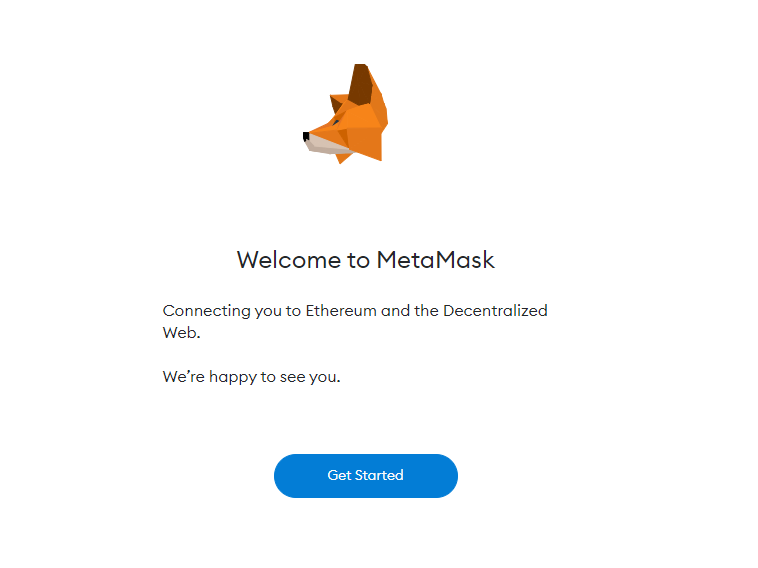 Welcome to MetaMask
Connecting you to Ethereum and the Decentralized
Web.
We’re happy to see you.
Get Started